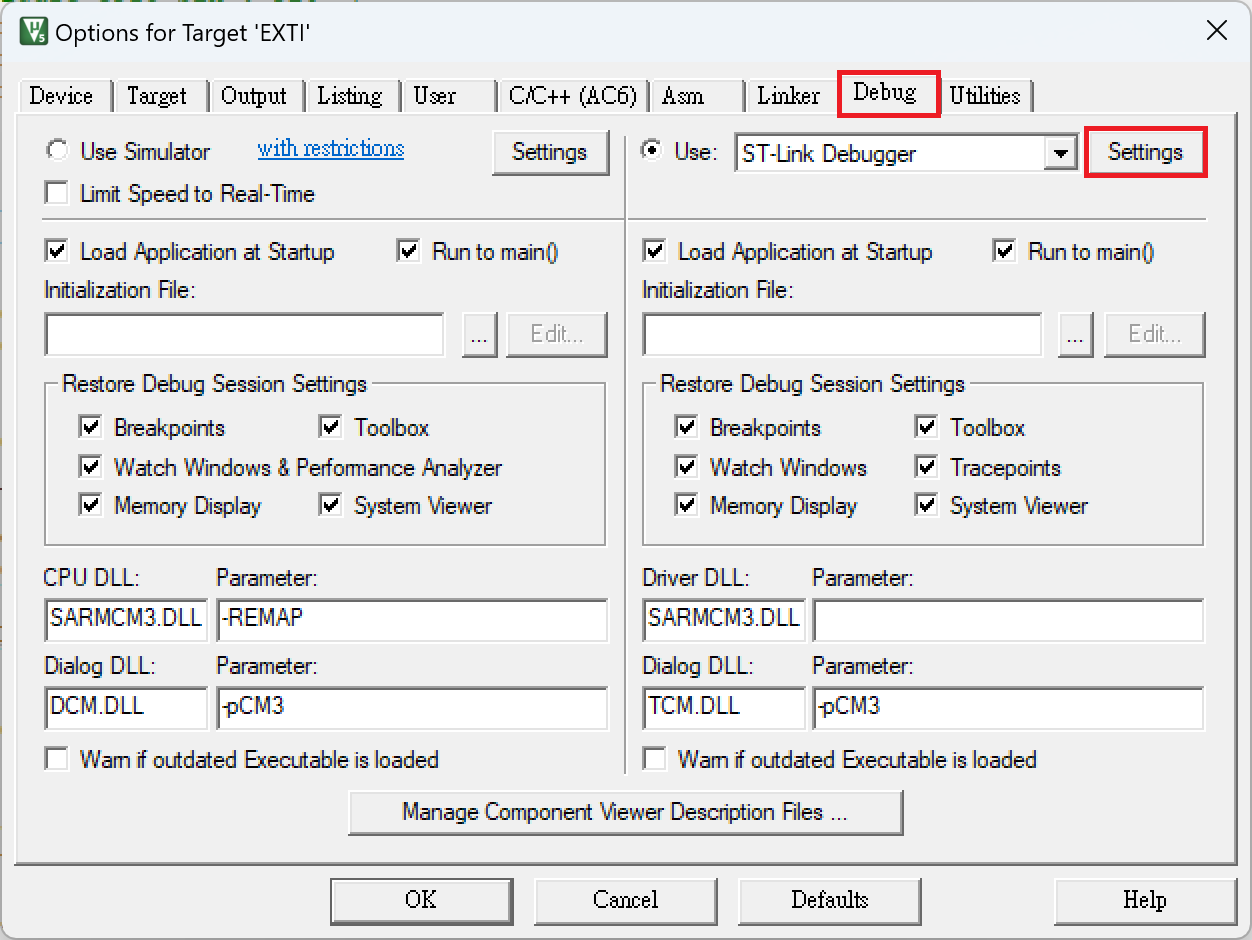 Options for Target 'EXTI'
Device Target Output Listing User C/C++ (AC6) Asm Linker Debug Utilities
Use Simulator with restrictions Settings Use: ST-Link Debugger Settings
Limit Speed to Real-Time
Load Application at Startup Run to main() Load Application at Startup Run to main()
Initialization File: Initialization File:
... Edit... ... Edit...
Restore Debug Session Settings Restore Debug Session Settings
Breakpoints Toolbox Breakpoints Toolbox
Watch Windows & Performance Analyzer Watch Windows Tracepoints
Memory Display System Viewer Memory Display System Viewer
CPU DLL: Parameter: Driver DLL: Parameter:
SARMCM3.DLL -REMAP SARMCM3.DLL
Dialog DLL: Parameter: Dialog DLL: Parameter:
DCM.DLL -pCM3 TCM.DLL -pCM3
Warn if outdated Executable is loaded Warn if outdated Executable is loaded
Manage Component Viewer Description Files ...
OK Cancel Defaults Help